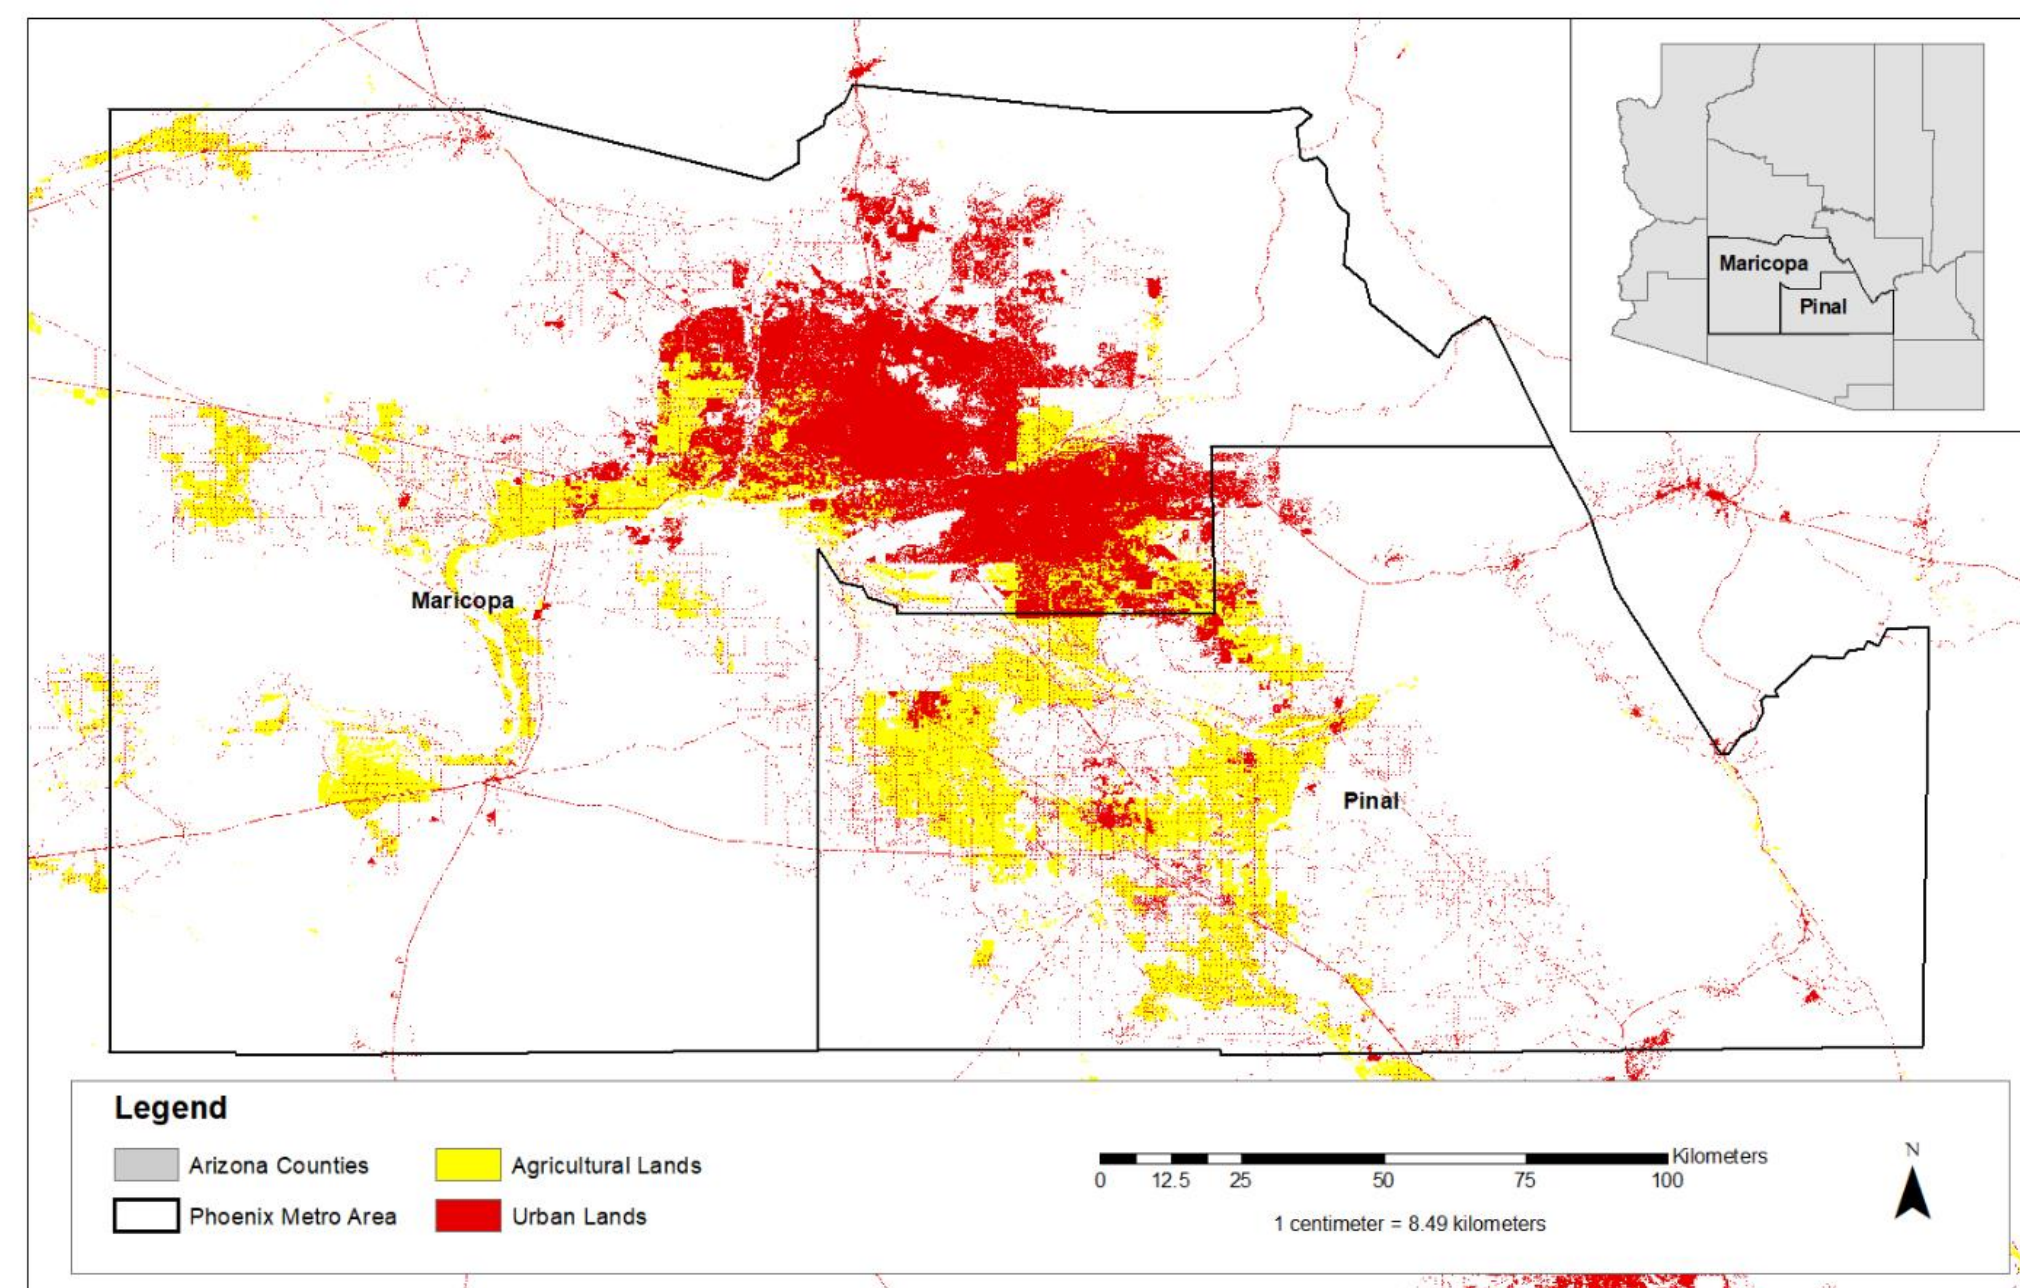 Maricopa
Pinal
Maricopa
Pinal
Legend
Arizona Counties
Agricultural Lands
Phoenix Metro Area
Urban Lands
Kilometers
0 12.5 25 50 75 100
1 centimeter = 8.49 kilometers
N